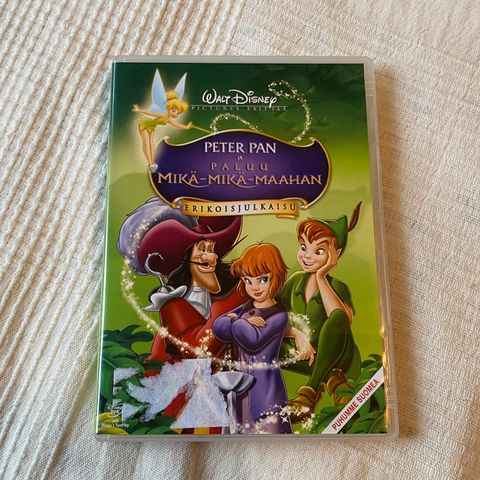 WALT DISNEY
PICTURES ESITTÄÄ
PETER PAN
ja
PALUU
MIKÄ-MIKÄ-MAAHAN
ERIKOISJULKAISU
PUHUMME SUOMEA